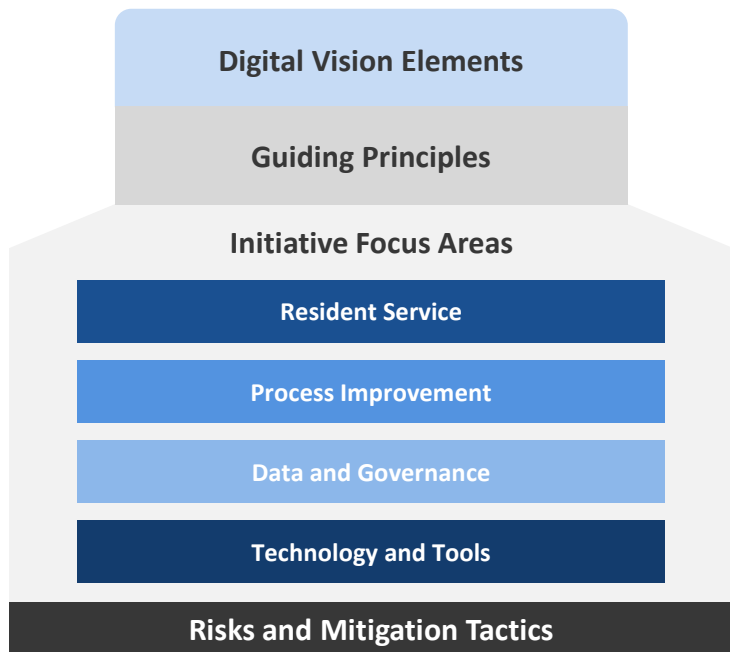 Digital Vision Elements
Guiding Principles
Initiative Focus Areas
Resident Service
Process Improvement
Data and Governance
Technology and Tools
Risks and Mitigation Tactics